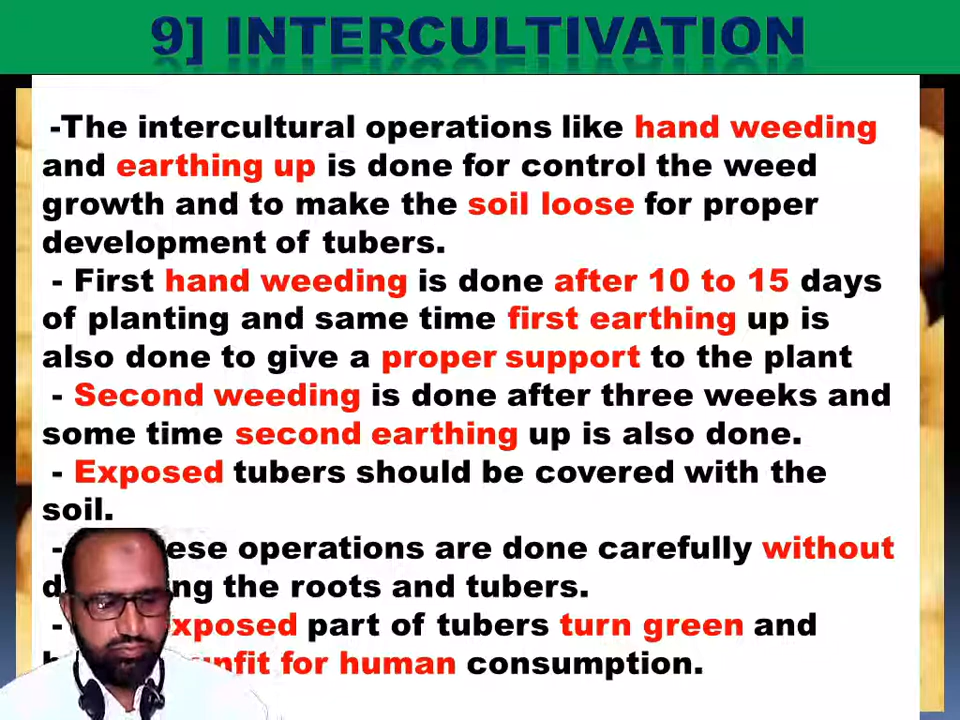 9] INTERCULTIVATION
-The intercultural operations like hand weeding
and earthing up is done for control the weed
growth and to make the soil loose for proper
development of tubers.
- First hand weeding is done after 10 to 15 days
of planting and same time first earthing up is
also done to give a proper support to the plant
- Second weeding is done after three weeks and
some time second earthing up is also done.
- Exposed tubers should be covered with the
soil.
- operations are done carefully without
the roots and tubers.
- exposed part of tubers turn green and
unfit for human consumption.